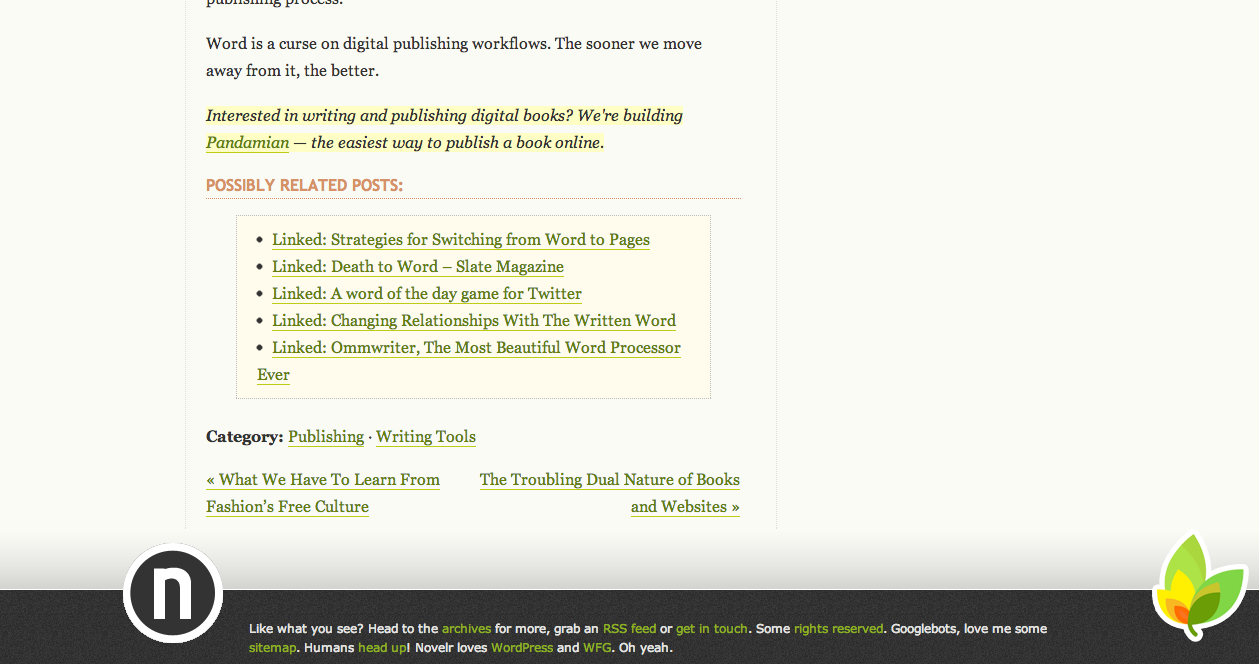 publishing process.
Word is a curse on digital publishing workflows. The sooner we move
away from it, the better.
Interested in writing and publishing digital books? We're building
Pandamian — the easiest way to publish a book online.
POSSIBLY RELATED POSTS:
• Linked: Strategies for Switching from Word to Pages
• Linked: Death to Word – Slate Magazine
• Linked: A word of the day game for Twitter
• Linked: Changing Relationships With The Written Word
• Linked: Ommwriter, The Most Beautiful Word Processor
Ever
Category: Publishing · Writing Tools
« What We Have To Learn From
Fashion’s Free Culture
The Troubling Dual Nature of Books
and Websites »
n
Like what you see? Head to the archives for more, grab an RSS feed or get in touch. Some rights reserved. Googlebots, love me some
sitemap. Humans head up! Novelr loves WordPress and WFG. Oh yeah.